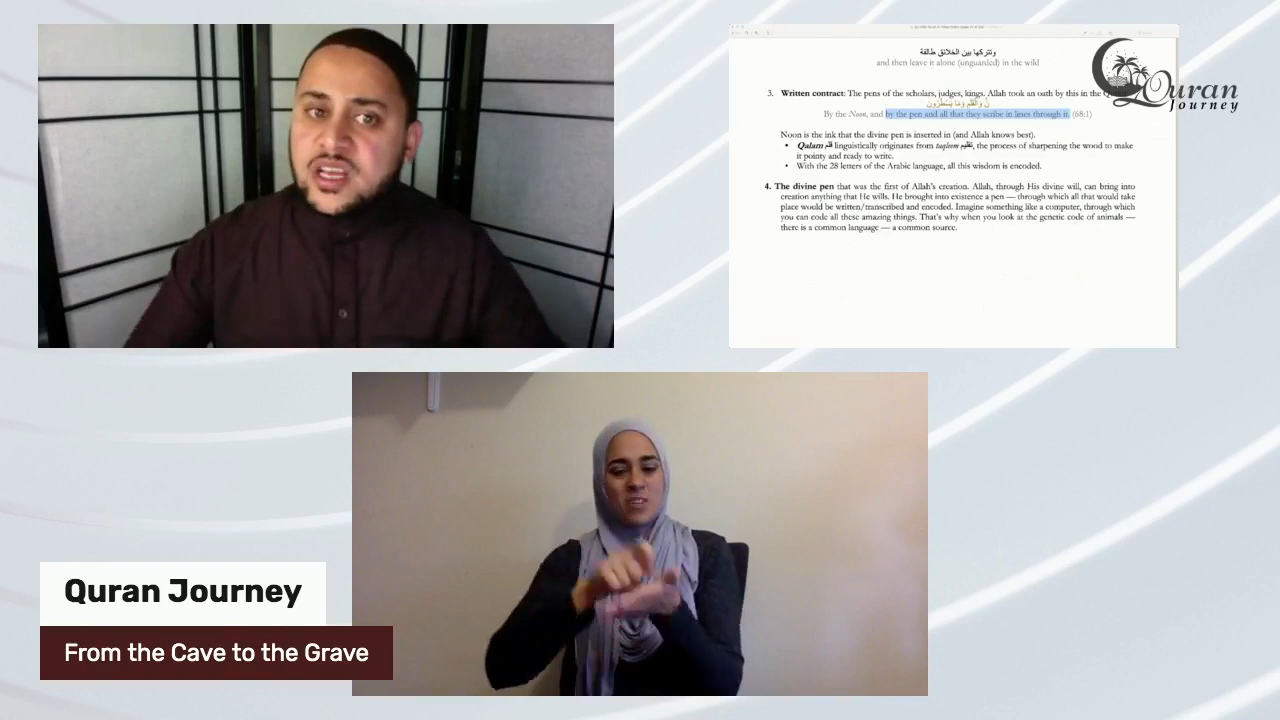 وتتركها بين الخلائق طالقة
and then leave it alone (unguarded) in the wild
Quran
Journey
3. Written contract: The pens of the scholars, judges, kings. Allah took an oath by this in the
نٓ وَالْقَلَمِ وَمَا يَسْطُرُونَ
By the Noon, and by the pen and all that they scribe in lines through it. (68:1)
Noon is the ink that the divine pen is inserted in (and Allah knows best).
• Qalam قلم linguistically originates from taqleem تقليم, the process of sharpening the wood to make
it pointy and ready to write.
• With the 28 letters of the Arabic language, all this wisdom is encoded.
4. The divine pen that was the first of Allah's creation. Allah, through His divine will, can bring into
creation anything that He wills. He brought into existence a pen — through which all that would take
place would be written/transcribed and encoded. Imagine something like a computer, through which
you can code all these amazing things. That's why when you look at the genetic code of animals —
there is a common language — a common source.
Quran Journey
From the Cave to the Grave